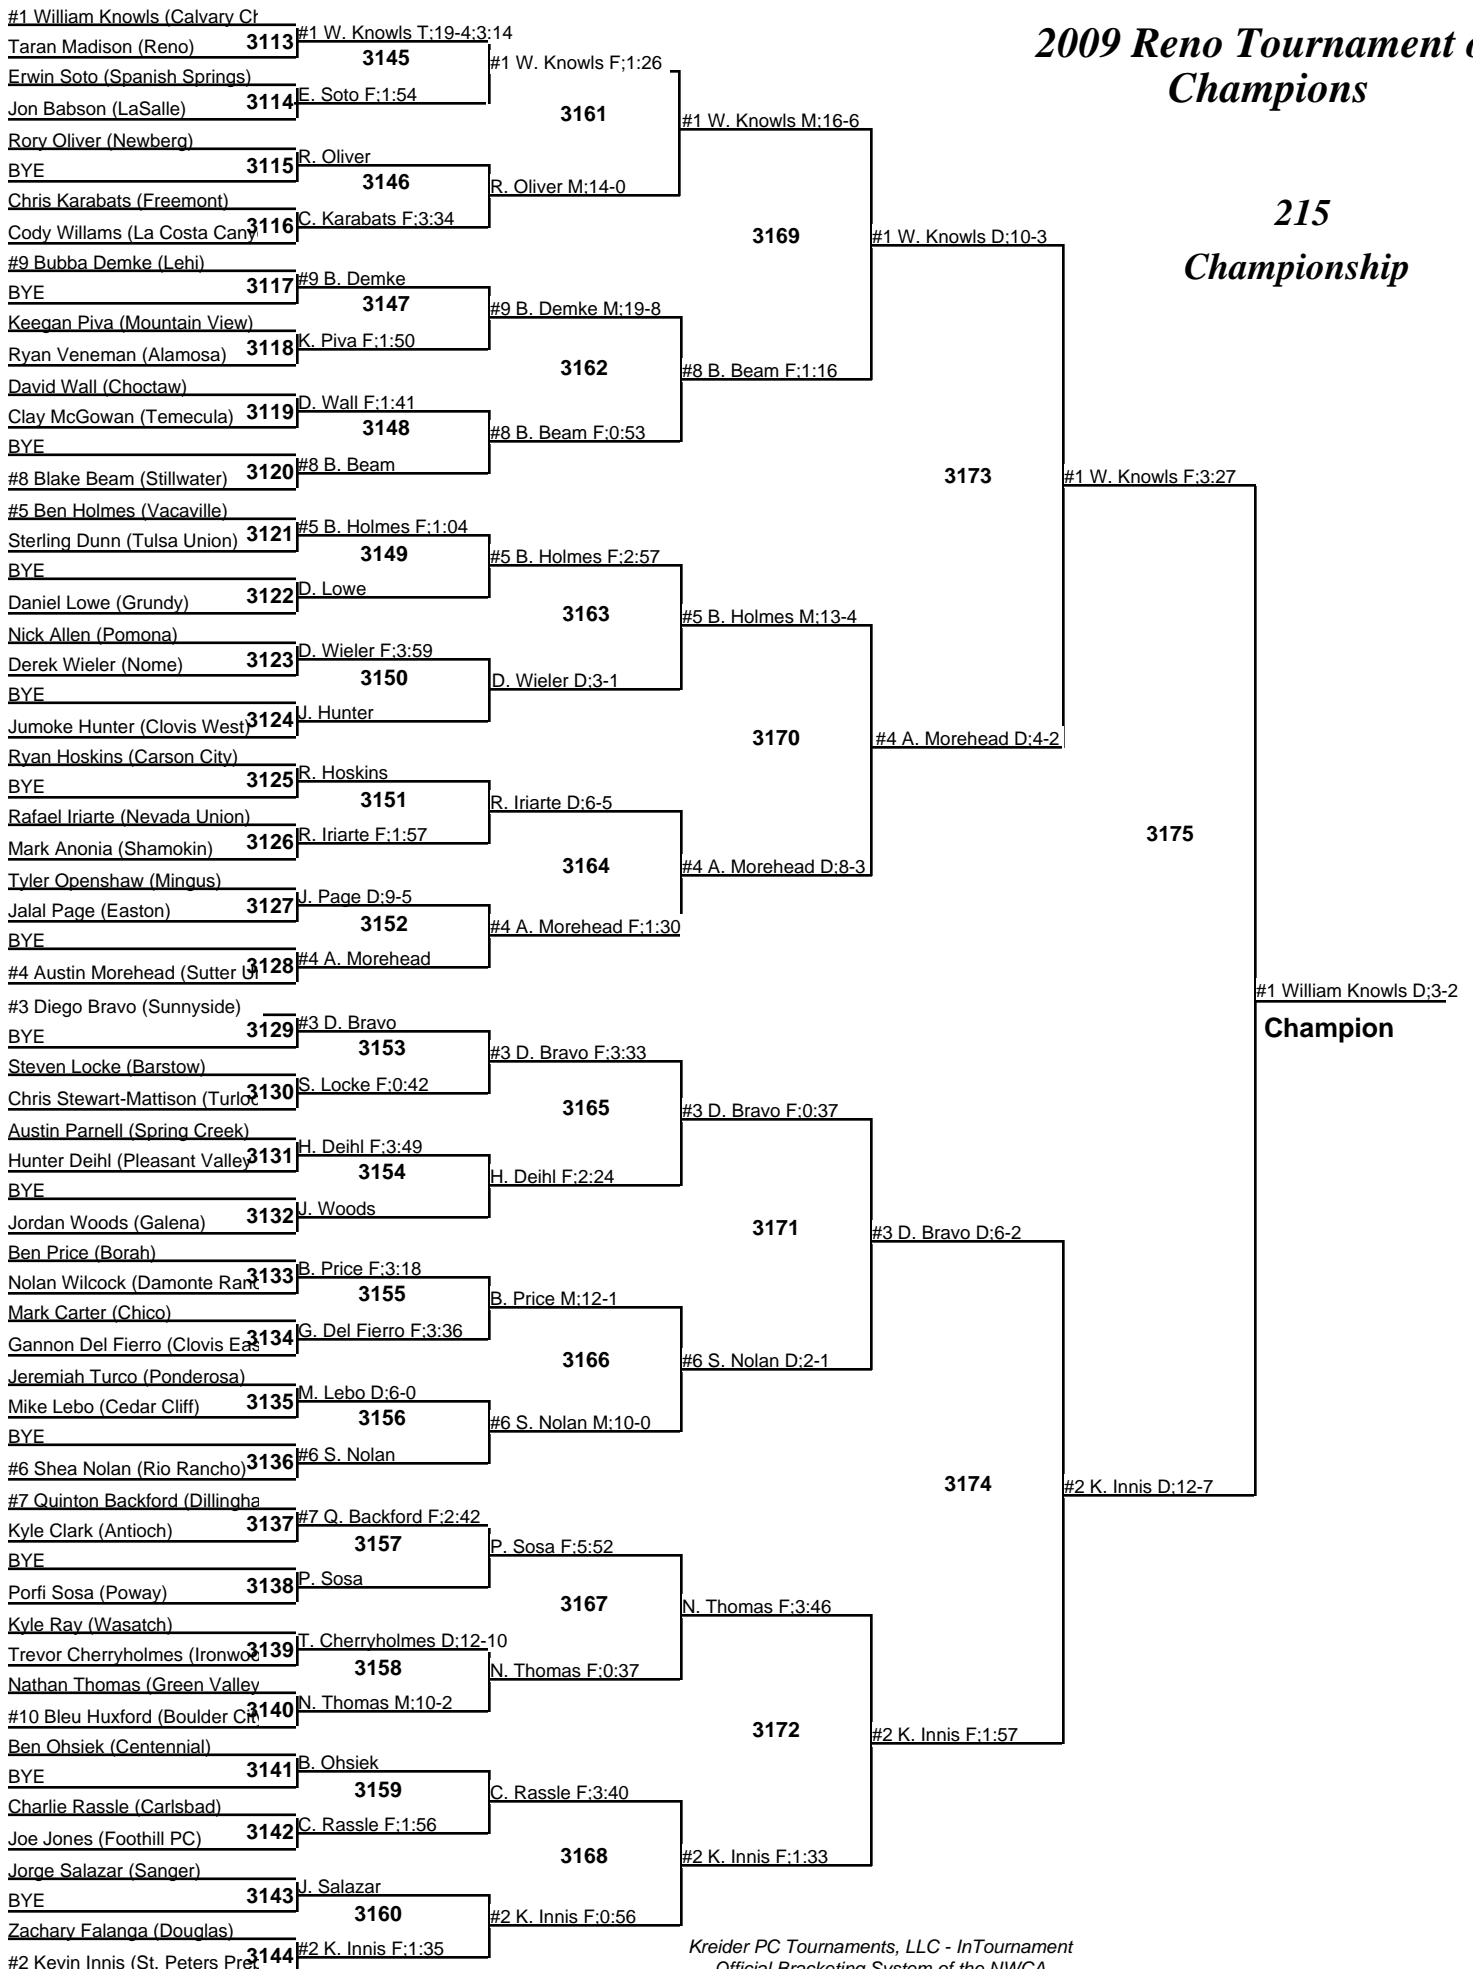 2009 Reno Tournament o
Champions
215
Championship
#1 William Knowls (Calvary Ch
Taran Madison (Reno)
3113
Erwin Soto (Spanish Springs)
Jon Babson (LaSalle)
3114
Rory Oliver (Newberg)
BYE
3115
Chris Karabats (Freemont)
Cody Willams (La Costa Cany
3116
#9 Bubba Demke (Lehi)
BYE
3117
Keegan Piva (Mountain View)
Ryan Veneman (Alamosa)
3118
David Wall (Choctaw)
Clay McGowan (Temecula)
3119
BYE
#8 Blake Beam (Stillwater)
3120
#5 Ben Holmes (Vacaville)
Sterling Dunn (Tulsa Union)
3121
BYE
Daniel Lowe (Grundy)
3122
Nick Allen (Pomona)
Derek Wieler (Nome)
3123
BYE
Jumoke Hunter (Clovis West)
3124
Ryan Hoskins (Carson City)
BYE
3125
Rafael Iriarte (Nevada Union)
Mark Anonia (Shamokin)
3126
Tyler Openshaw (Mingus)
Jalal Page (Easton)
3127
BYE
#4 Austin Morehead (Sutter U
3128
#3 Diego Bravo (Sunnyside)
BYE
3129
Steven Locke (Barstow)
Chris Stewart-Mattison (Turloc
3130
Austin Parnell (Spring Creek)
Hunter Deihl (Pleasant Valley
3131
BYE
Jordan Woods (Galena)
3132
Ben Price (Borah)
Nolan Wilcock (Damonte Ranc
3133
Mark Carter (Chico)
Gannon Del Fierro (Clovis Eas
3134
Jeremiah Turco (Ponderosa)
Mike Lebo (Cedar Cliff)
3135
BYE
#6 Shea Nolan (Rio Rancho)
3136
#7 Quinton Backford (Dillingha
Kyle Clark (Antioch)
3137
BYE
Porfi Sosa (Poway)
3138
Kyle Ray (Wasatch)
Trevor Cherryholmes (Ironwoo
3139
Nathan Thomas (Green Valley
#10 Bleu Huxford (Boulder City
3140
Ben Ohsiek (Centennial)
BYE
3141
Charlie Rassle (Carlsbad)
Joe Jones (Foothill PC)
3142
Jorge Salazar (Sanger)
BYE
3143
Zachary Falanga (Douglas)
#2 Kevin Innis (St. Peters Prep
3144
#1 W. Knowls T;19-4;3:14
3145
E. Soto F;1:54
R. Oliver
3146
C. Karabats F;3:34
#9 B. Demke
3147
K. Piva F;1:50
D. Wall F;1:41
3148
#8 B. Beam
#5 B. Holmes F;1:04
3149
D. Lowe
D. Wieler F;3:59
3150
J. Hunter
R. Hoskins
3151
R. Iriarte F;1:57
J. Page D;9-5
3152
#4 A. Morehead
#3 D. Bravo
3153
S. Locke F;0:42
H. Deihl F;3:49
3154
J. Woods
B. Price F;3:18
3155
G. Del Fierro F;3:36
M. Lebo D;6-0
3156
#6 S. Nolan
#7 Q. Backford F;2:42
3157
P. Sosa
T. Cherryholmes D;12-10
3158
N. Thomas M;10-2
B. Ohsiek
3159
C. Rassle F;1:56
J. Salazar
3160
#2 K. Innis F;1:35
#1 W. Knowls F;1:26
3161
R. Oliver M;14-0
#9 B. Demke M;19-8
3162
#8 B. Beam F;0:53
#5 B. Holmes F;2:57
3163
D. Wieler D;3-1
R. Iriarte D;6-5
3164
#4 A. Morehead F;1:30
#3 D. Bravo F;3:33
3165
H. Deihl F;2:24
B. Price M;12-1
3166
#6 S. Nolan M;10-0
P. Sosa F;5:52
3167
N. Thomas F;0:37
C. Rassle F;3:40
3168
#2 K. Innis F;0:56
#1 W. Knowls M;16-6
3169
#8 B. Beam F;1:16
#5 B. Holmes M;13-4
3170
#4 A. Morehead D;8-3
#3 D. Bravo F;0:37
3171
#6 S. Nolan D;2-1
N. Thomas F;3:46
3172
#2 K. Innis F;1:33
#1 W. Knowls D;10-3
3173
#4 A. Morehead D;4-2
#3 D. Bravo D;6-2
3174
#2 K. Innis F;1:57
#1 W. Knowls F;3:27
3175
#2 K. Innis D;12-7
#1 William Knowls D;3-2
Champion
Kreider PC Tournaments, LLC - InTournament
Official Bracketing System of the NWCA